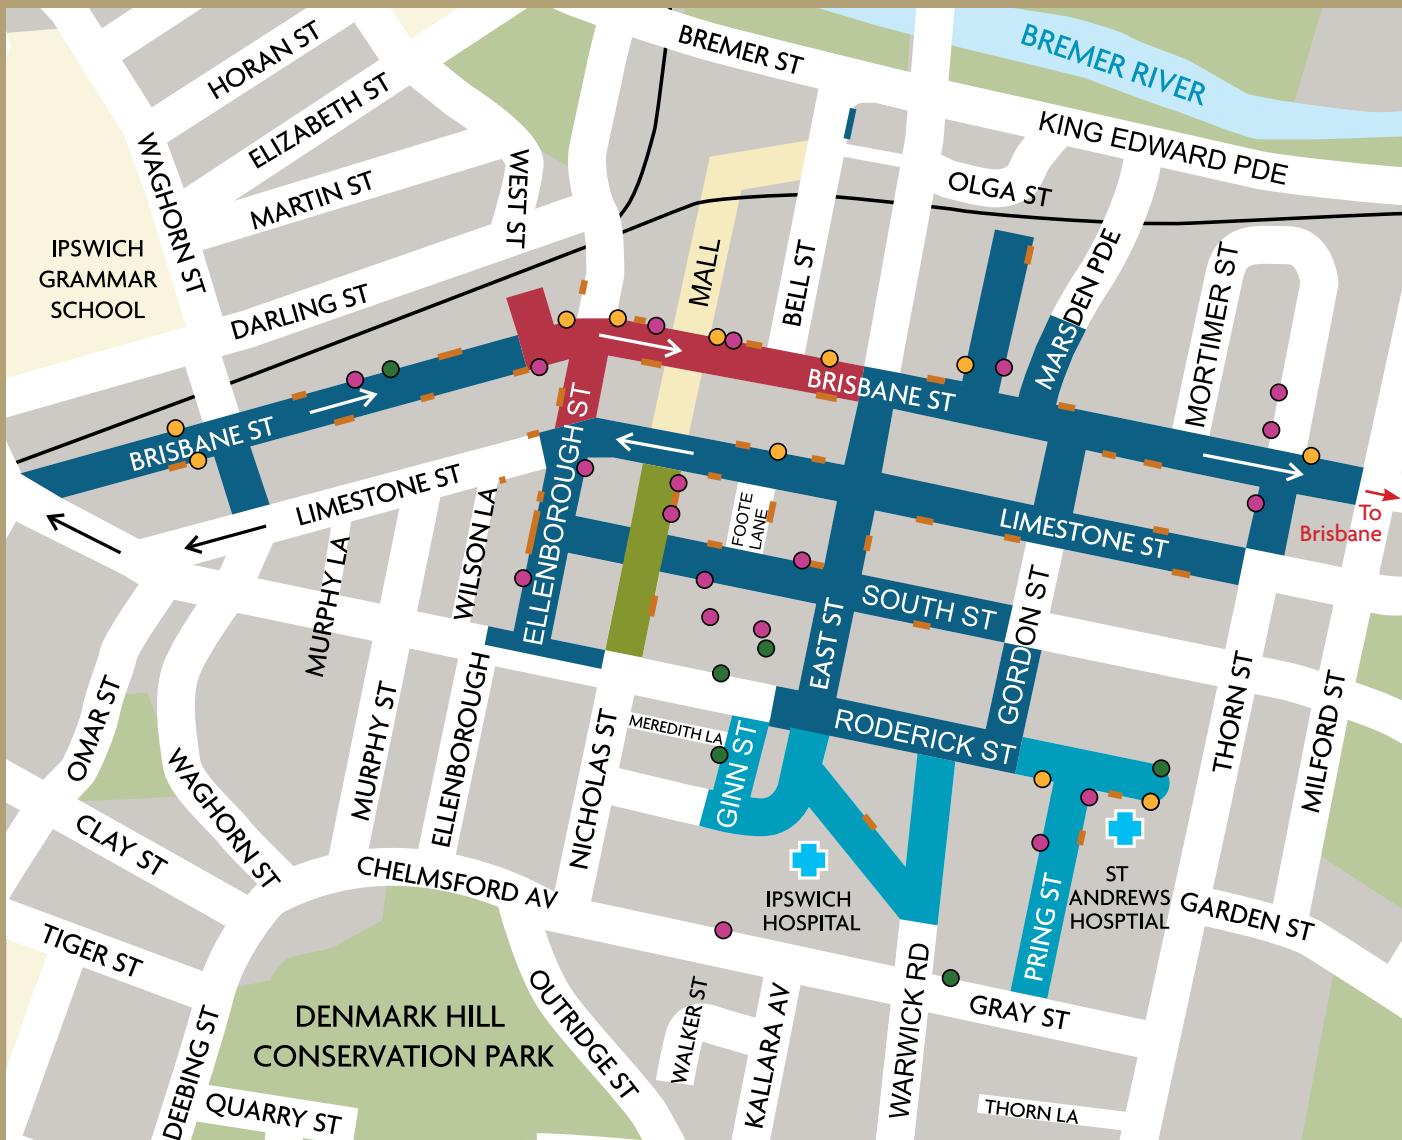 HORAN ST
BREMER ST
BREMER RIVER
ELIZABETH ST
KING EDWARD PDE
WAGHORN ST
WEST ST
MARTIN ST
OLGA ST
IPSWICH
GRAMMAR
SCHOOL
DARLING ST
MALL
BELL ST
MARSDEN PDE
MORTIMER ST
BRISBANE ST
BRISBANE ST
ELLENBOROUGH ST
LIMESTONE ST
WILSON LA
FOOTE
LANE
LIMESTONE ST
To
Brisbane
MURPHY LA
SOUTH ST
GORDON ST
EAST ST
OMAR ST
MURPHY ST
ELLENBOROUGH
NICHOLAS ST
MEREDITH LA
GINN ST
RODERICK ST
THORN ST
MILFORD ST
WAGHORN ST
CLAY ST
CHELMSFORD AV
IPSWICH
HOSPITAL
ST
ANDREWS
HOSPTIAL
PRING ST
GARDEN ST
TIGER ST
DENMARK HILL
CONSERVATION PARK
OUTRIDGE ST
WALKER ST
KALLARA AV
WARWICK RD
GRAY ST
DEEBING ST
QUARRY ST
THORN LA